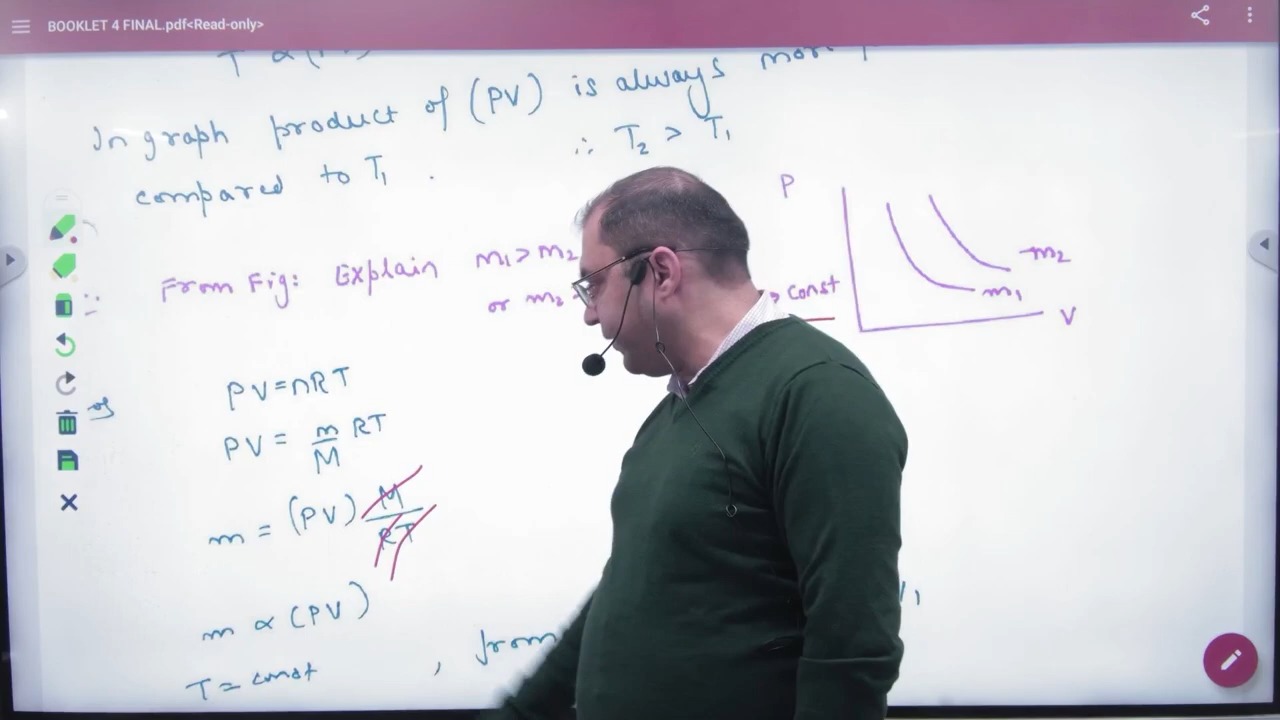 BOOKLET 4 FINAL.pdf<Read-only>
In graph product of (PV) is always
compared to T₁ . ∴ T₂ > T₁
P
From Fig: Explain m₁ > m₂
m₂
or m₂ const
m₁
V
of
PV=nRT
PV = m/M RT
m = (PV) M/RT
m ∝ (PV)
T = const , from